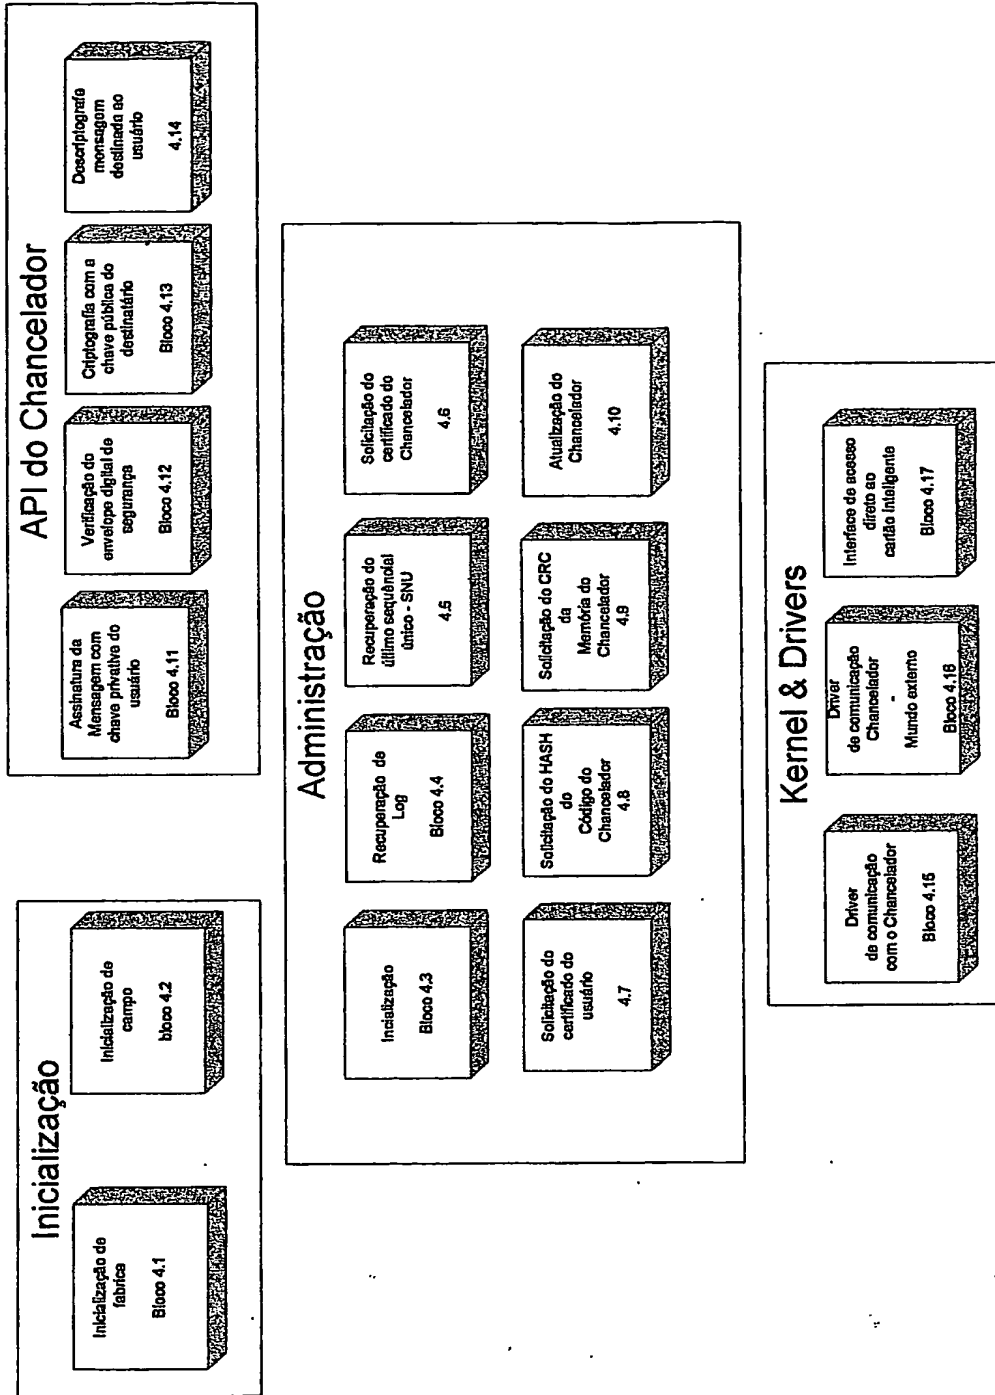 Inicialização
Inicialização de
fabrica
Bloco 4.1
Inicialização de
campo
bloco 4.2
API do Chancelador
Assinatura da
Mensagem com
chave privativa do
usuário
Bloco 4.11
Verificação do
envelope digital de
segurança
Bloco 4.12
Criptografia com a
chave pública do
destinatário
Bloco 4.13
Descriptografa
mensagem
destinada ao
usuário
4.14
Administração
Incialização
Bloco 4.3
Recuperação de
Log
Bloco 4.4
Recuperação do
último sequêncial
único - SNU
4.5
Solicitação do
certificado do
Chancelador
4.6
Solicitação do
certificado do
usuário
4.7
Solicitação do HASH
do
Código do
Chancelador
4.8
Solicitação do CRC
da
Memória do
Chancelador
4.9
Atualização do
Chancelador
4.10
Kernel & Drivers
Driver
de comunicação
com o Chancelador
Bloco 4.15
Driver
de comunicação
Chancelador
-
Mundo externo
Bloco 4.16
Interface de acesso
direto ao
cartão Inteligente
Bloco 4.17